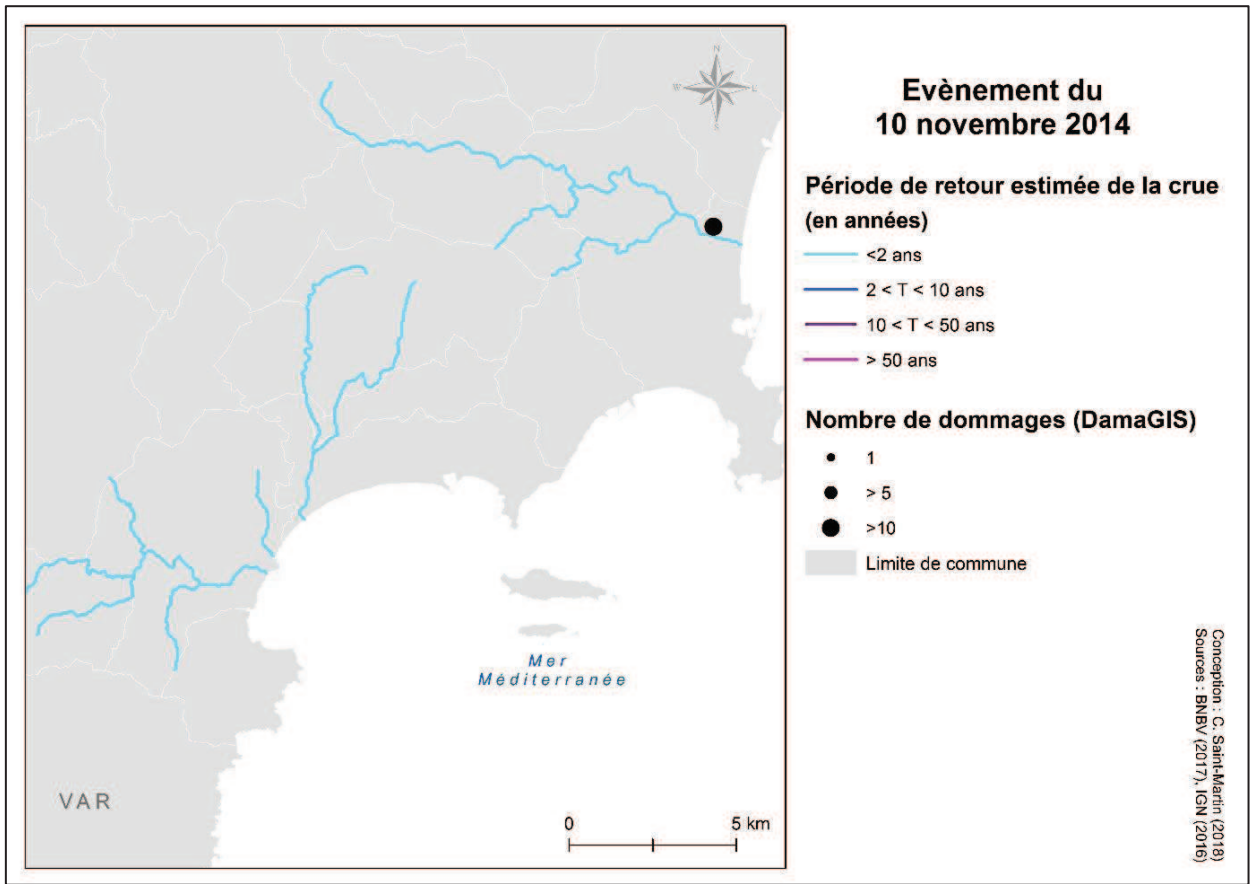 N
W
L
S
Mer
Méditerranée
VAR
0
5 km
Evènement du
10 novembre 2014
Période de retour estimée de la crue
(en années)
<2 ans
2 < T < 10 ans
10 < T < 50 ans
> 50 ans
Nombre de dommages (DamaGIS)
1
> 5
>10
Limite de commune
Conception : C. Saint-Martin (2018)
Sources : BNBV (2017), IGN (2016)